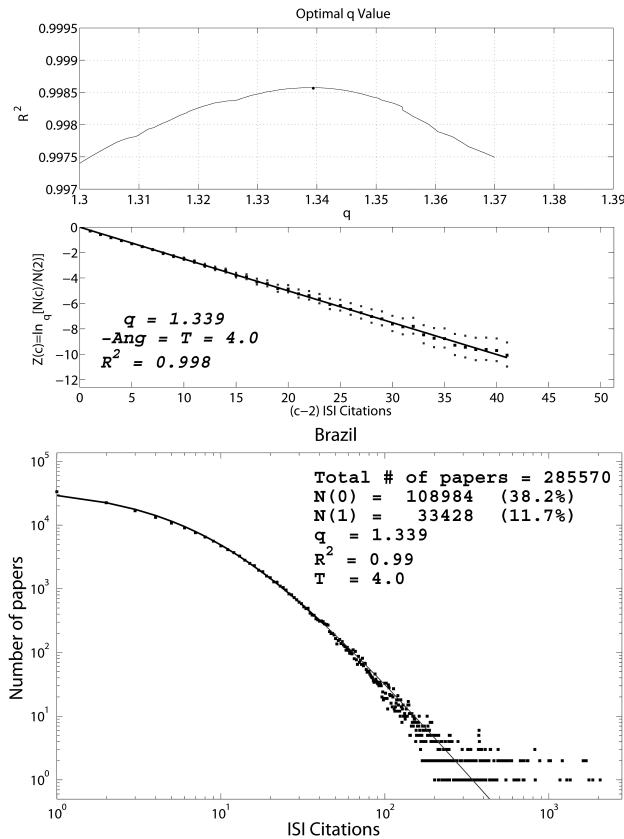 Optimal q Value
0.9995
0.999
0.9985
0.998
0.9975
0.997
R²
1.3 1.31 1.32 1.33 1.34 1.35 1.36 1.37 1.38 1.39
q
0
−2
−4
−6
−8
−10
−12
Z(c)=ln_q[N(c)/N(2)]
q = 1.339
-Ang = T = 4.0
R² = 0.998
0 5 10 15 20 25 30 35 40 45 50
(c−2) ISI Citations
Brazil
10⁵
10⁴
10³
10²
10¹
10⁰
Number of papers
Total # of papers = 285570
N(0) = 108984 (38.2%)
N(1) = 33428 (11.7%)
q = 1.339
R² = 0.99
T = 4.0
10⁰ 10¹ 10² 10³
ISI Citations